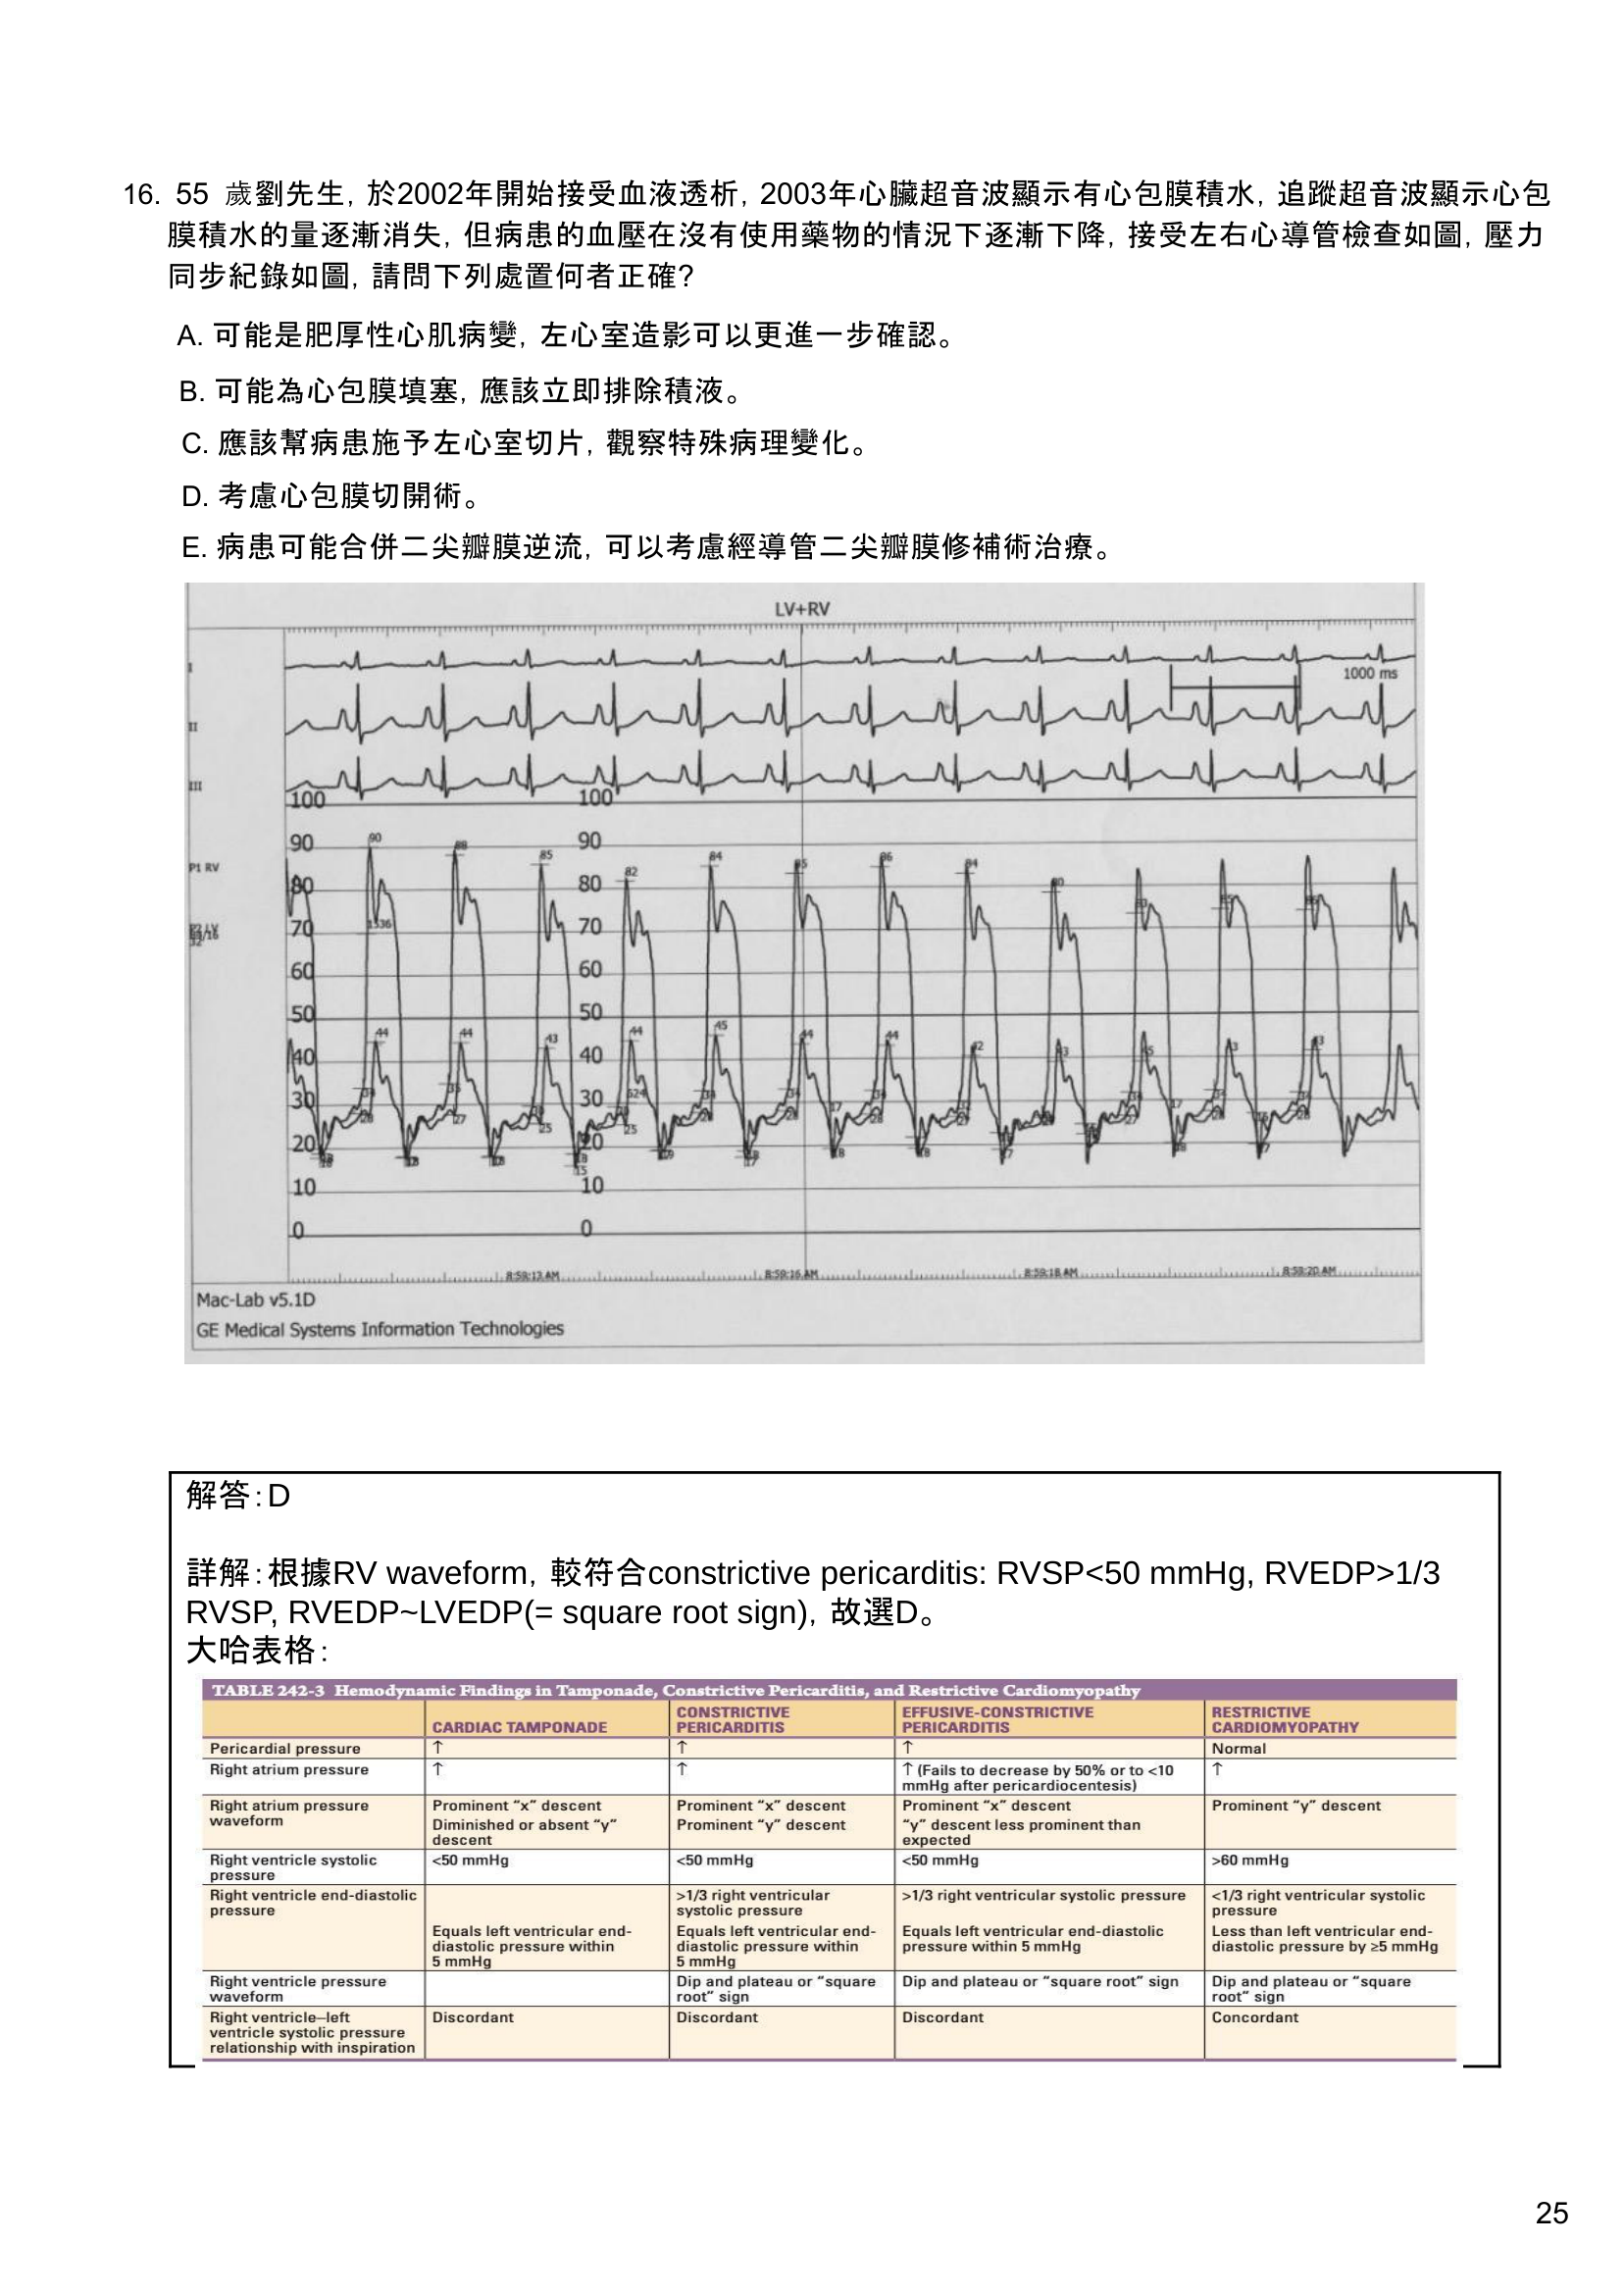 16. 55 歲劉先生, 於2002年開始接受血液透析, 2003年心臟超音波顯示有心包膜積水, 追蹤超音波顯示心包
膜積水的量逐漸消失, 但病患的血壓在沒有使用藥物的情況下逐漸下降, 接受左右心導管檢查如圖, 壓力
同步紀錄如圖, 請問下列處置何者正確?
A. 可能是肥厚性心肌病變, 左心室造影可以更進一步確認。
B. 可能為心包膜填塞, 應該立即排除積液。
C. 應該幫病患施予左心室切片, 觀察特殊病理變化。
D. 考慮心包膜切開術。
E. 病患可能合併二尖瓣膜逆流, 可以考慮經導管二尖瓣膜修補術治療。
LV+RV
I
1000 ms
II
III
100 100
90 90
P1 RV
80 80
70 70
60 60
50 50
40 40
30 30
20 20
10 10
0 0
90 88 85 82 84 85 86 84 80
44 44 43 44 45 44 44 42
8:59:13 AM 8:59:16 AM 8:59:18 AM 8:59:20 AM
Mac-Lab v5.1D
GE Medical Systems Information Technologies
解答:D
詳解:根據RV waveform, 較符合constrictive pericarditis: RVSP<50 mmHg, RVEDP>1/3
RVSP, RVEDP~LVEDP(= square root sign), 故選D。
大哈表格:
TABLE 242-3 Hemodynamic Findings in Tamponade, Constrictive Pericarditis, and Restrictive Cardiomyopathy
CARDIAC TAMPONADE
CONSTRICTIVE
PERICARDITIS
EFFUSIVE-CONSTRICTIVE
PERICARDITIS
RESTRICTIVE
CARDIOMYOPATHY
Pericardial pressure
↑
↑
↑
Normal
Right atrium pressure
↑
↑
↑ (Fails to decrease by 50% or to <10
mmHg after pericardiocentesis)
↑
Right atrium pressure
waveform
Prominent “x” descent
Diminished or absent “y”
descent
Prominent “x” descent
Prominent “y” descent
Prominent “x” descent
“y” descent less prominent than
expected
Prominent “y” descent
Right ventricle systolic
pressure
<50 mmHg
<50 mmHg
<50 mmHg
>60 mmHg
Right ventricle end-diastolic
pressure
Equals left ventricular end-
diastolic pressure within
5 mmHg
>1/3 right ventricular
systolic pressure
Equals left ventricular end-
diastolic pressure within
5 mmHg
>1/3 right ventricular systolic pressure
Equals left ventricular end-diastolic
pressure within 5 mmHg
<1/3 right ventricular systolic
pressure
Less than left ventricular end-
diastolic pressure by ≥5 mmHg
Right ventricle pressure
waveform
Dip and plateau or “square
root” sign
Dip and plateau or “square root” sign
Dip and plateau or “square
root” sign
Right ventricle–left
ventricle systolic pressure
relationship with inspiration
Discordant
Discordant
Discordant
Concordant
25